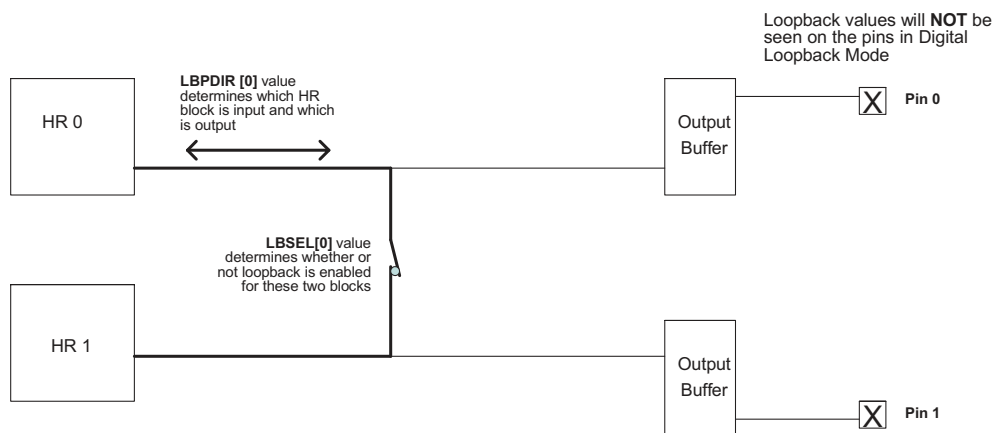 Loopback values will NOT be
seen on the pins in Digital
Loopback Mode
LBPDIR [0] value
determines which HR
block is input and which
is output
HR 0
Output
Buffer
X
Pin 0
LBSEL[0] value
determines whether or
not loopback is enabled
for these two blocks
HR 1
Output
Buffer
X
Pin 1